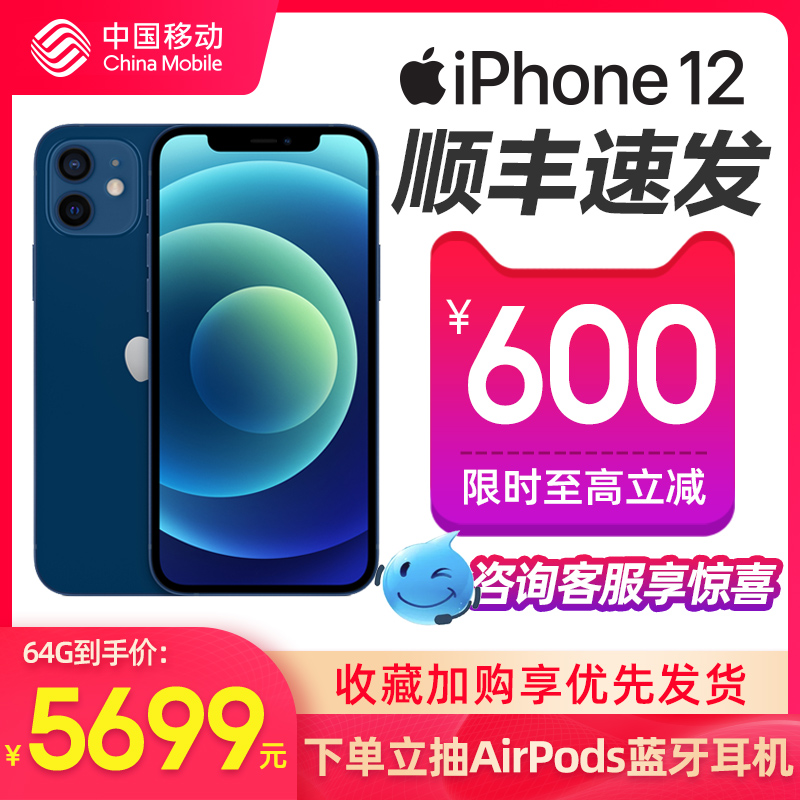 中国移动
China Mobile
iPhone 12
顺丰速发
¥600
限时至高立减
咨询客服享惊喜
64G到手价:
¥5699元
收藏加购享优先发货
下单立抽AirPods蓝牙耳机